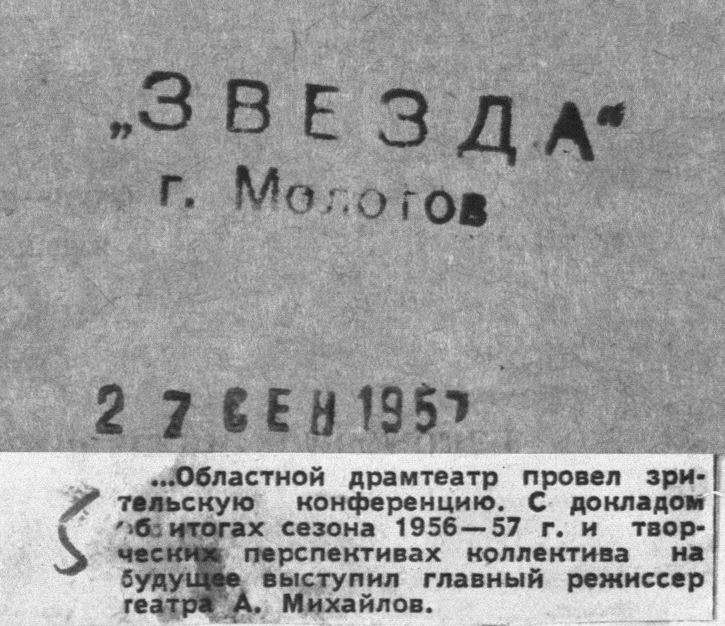 „ЗВЕЗДА“
г. Молотов
27 СЕН 1957
...Областной драмтеатр провел зри-
тельскую конференцию. С докладом
об итогах сезона 1956—57 г. и твор-
ческих перспективах коллектива на
будущее выступил главный режиссер
театра А. Михайлов.